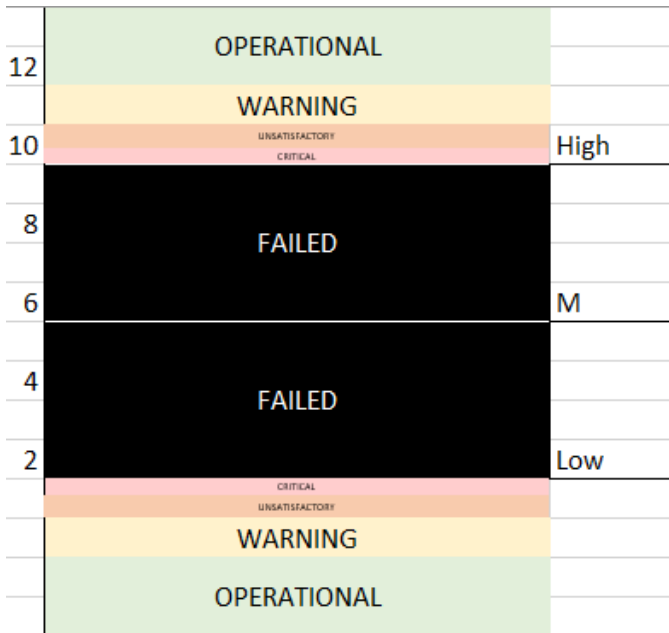 OPERATIONAL
12
WARNING
UNSATISFACTORY
10 High
CRITICAL
8
FAILED
6 M
4
FAILED
2 Low
CRITICAL
UNSATISFACTORY
WARNING
OPERATIONAL